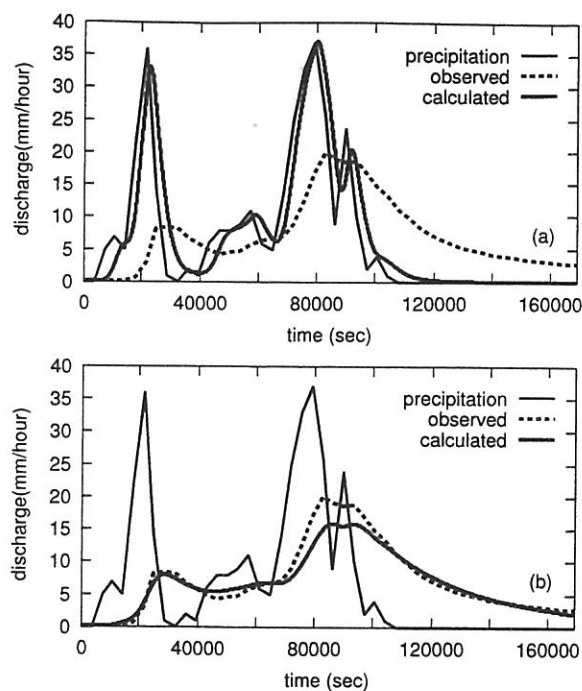 40
35
30
25
20
15
10
5
0
discharge(mm/hour)
precipitation
observed
calculated
(a)
0 40000 80000 120000 160000
time (sec)
40
35
30
25
20
15
10
5
0
discharge(mm/hour)
precipitation
observed
calculated
(b)
0 40000 80000 120000 160000
time (sec)